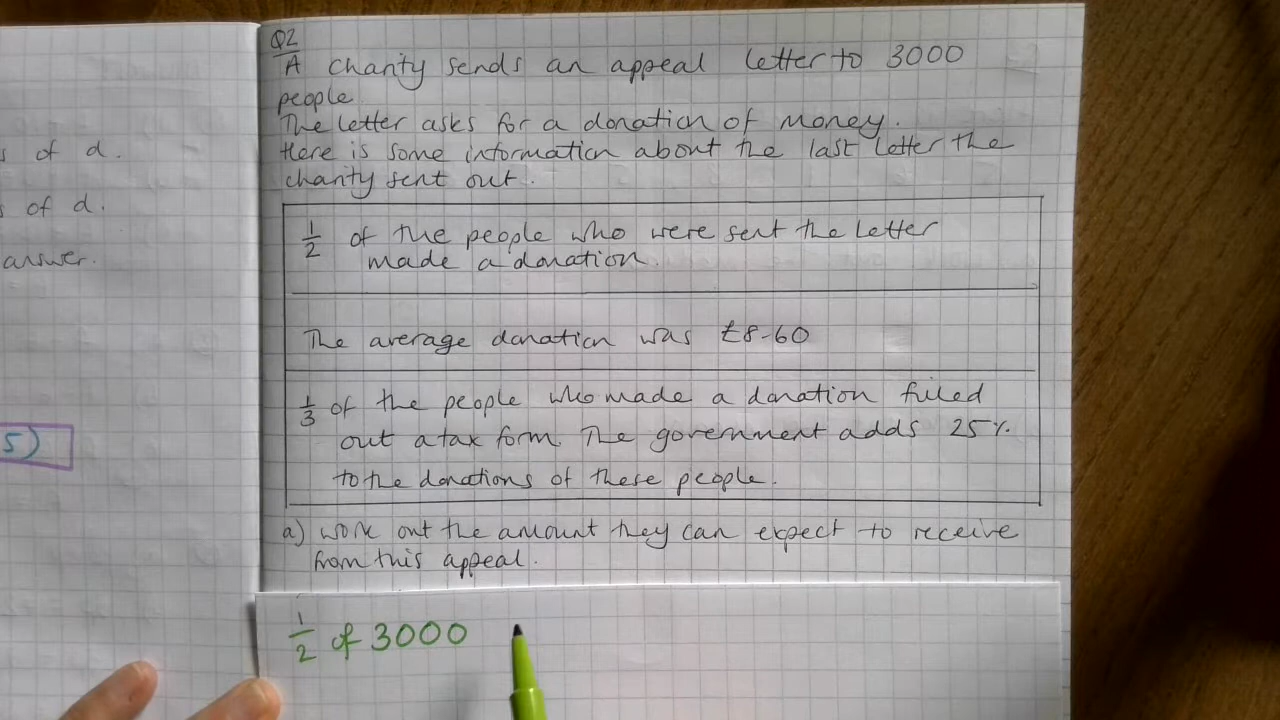 s of d.
s of d.
answer.
5)
Q2
A charity sends an appeal letter to 3000
people.
The letter asks for a donation of money.
Here is some information about the last letter the
charity sent out.
1/2 of the people who were sent the letter
made a donation.
The average donation was £8.60
1/3 of the people who made a donation filled
out a tax form. The government adds 25%
to the donations of these people.
a) work out the amount they can expect to receive
from this appeal.
1/2 of 3000